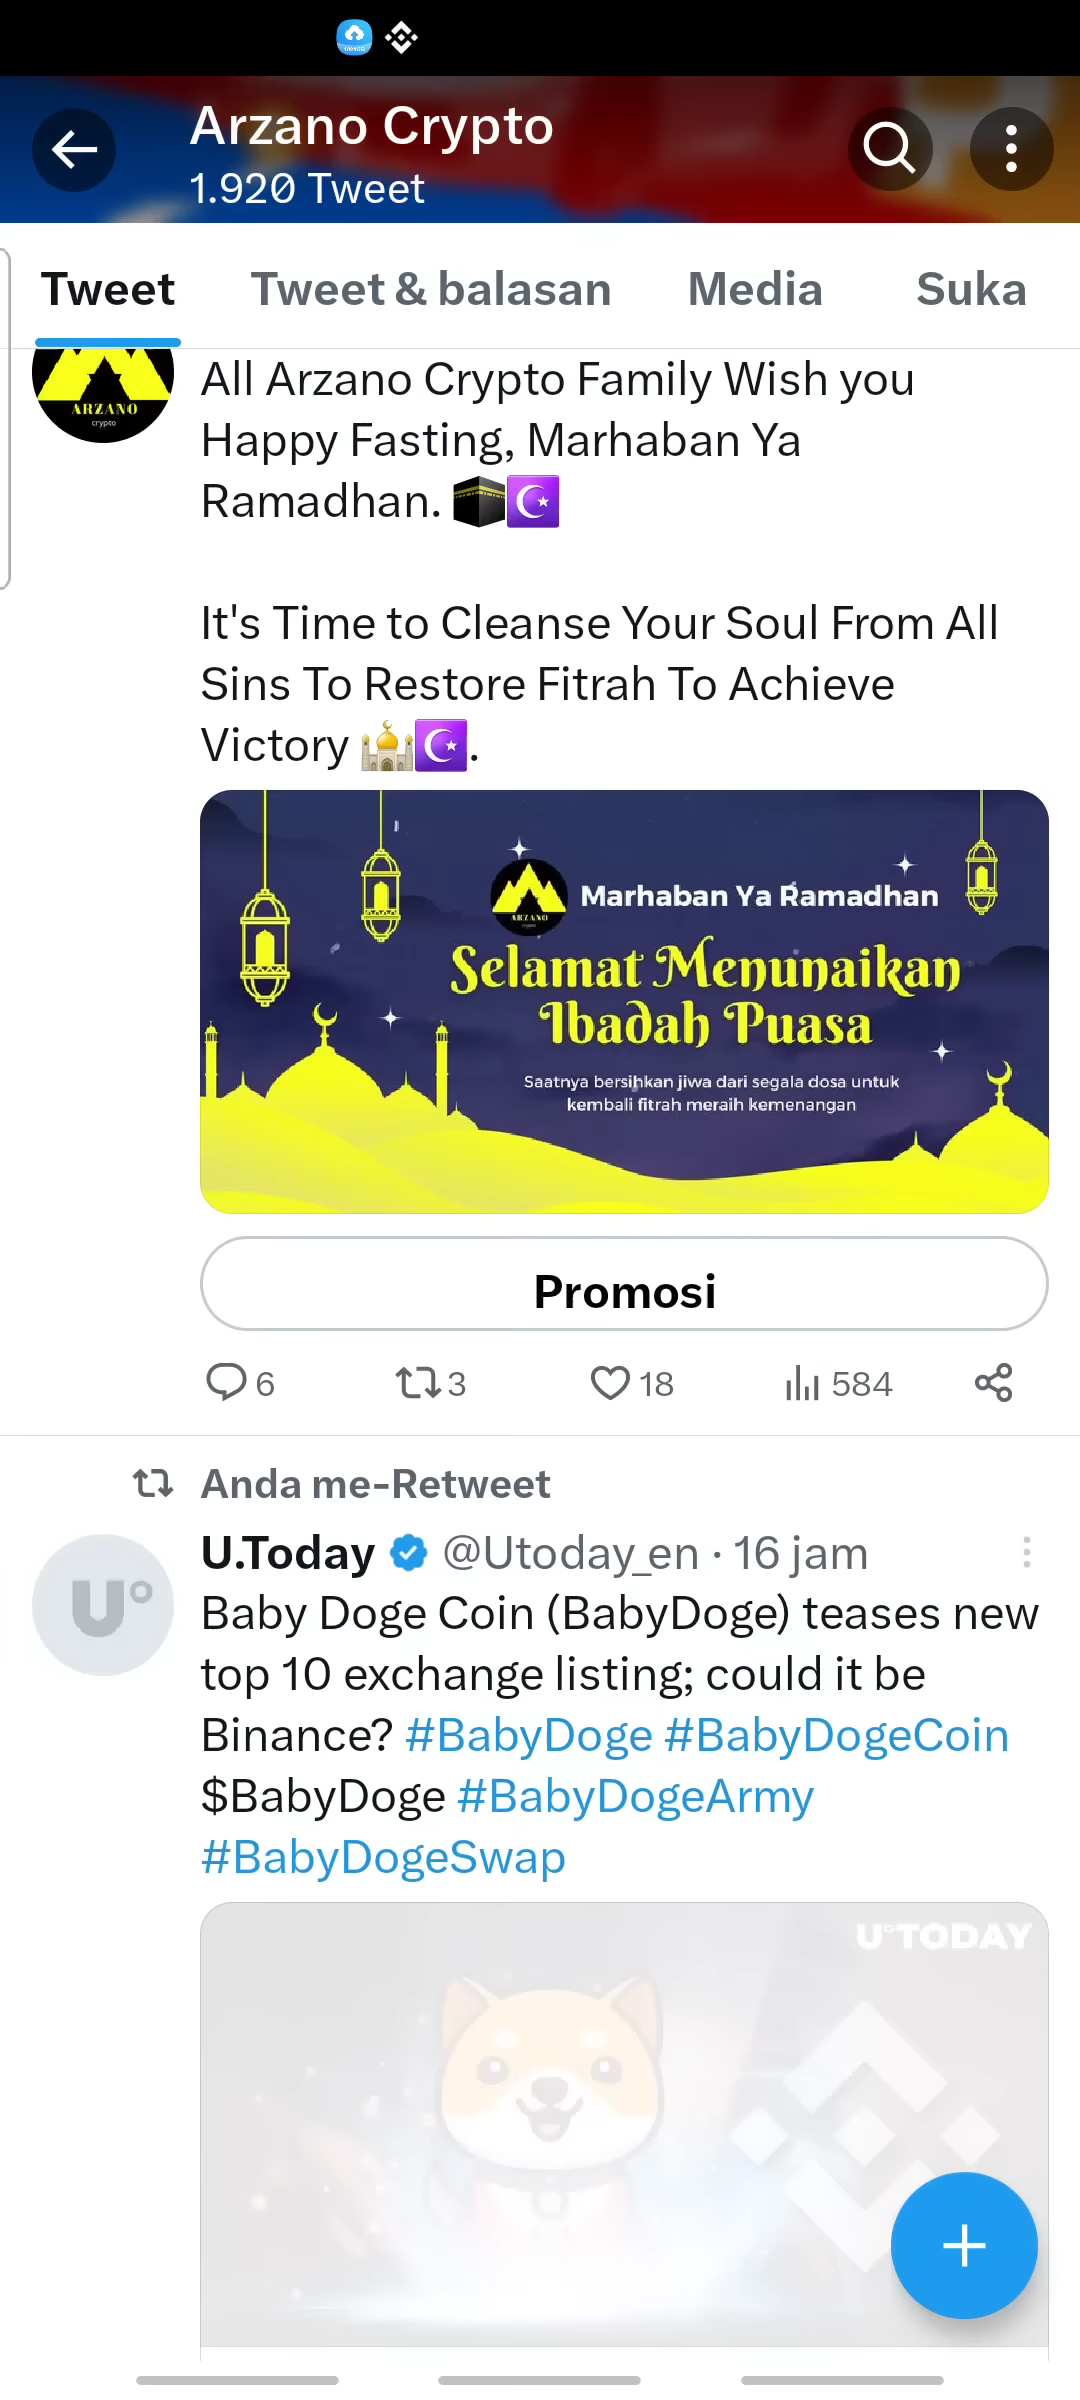 Arzano Crypto
1.920 Tweet
Tweet
Tweet & balasan
Media
Suka
ARZANO
crypto
All Arzano Crypto Family Wish you
Happy Fasting, Marhaban Ya
Ramadhan. 🕋☪️
It's Time to Cleanse Your Soul From All
Sins To Restore Fitrah To Achieve
Victory 🕌☪️.
ARZANO
Marhaban Ya Ramadhan
Selamat Menunaikan
Ibadah Puasa
Saatnya bersihkan jiwa dari segala dosa untuk
kembali fitrah meraih kemenangan
Promosi
6
3
18
584
Anda me-Retweet
U.Today @Utoday_en · 16 jam
U°
Baby Doge Coin (BabyDoge) teases new
top 10 exchange listing; could it be
Binance? #BabyDoge #BabyDogeCoin
$BabyDoge #BabyDogeArmy
#BabyDogeSwap
U°TODAY